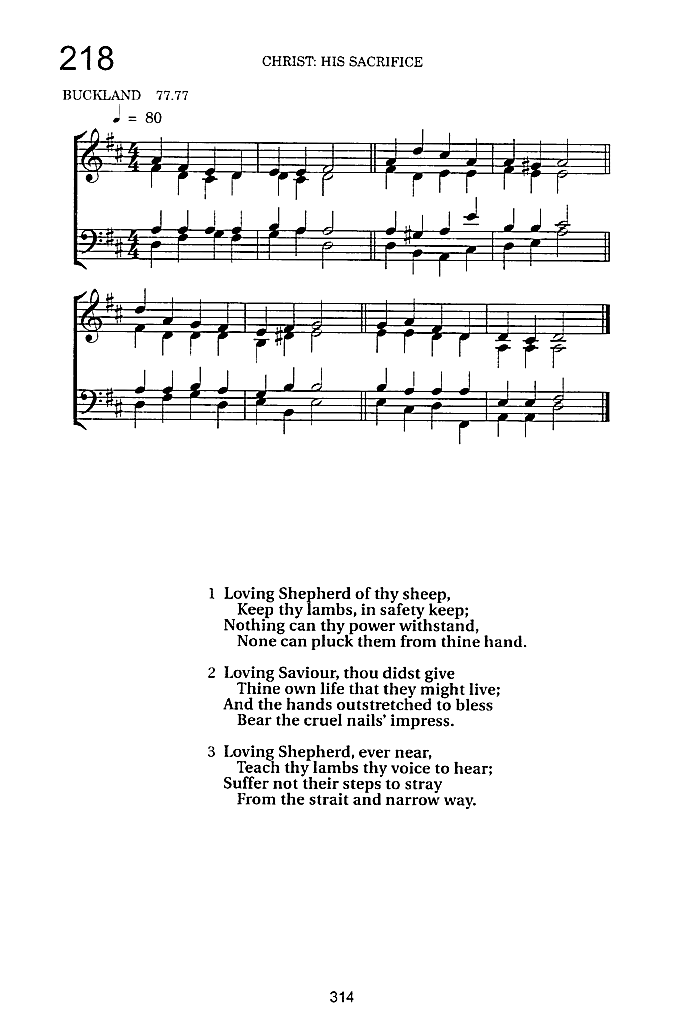 218
CHRIST: HIS SACRIFICE
BUCKLAND 77.77
♩ = 80
1 Loving Shepherd of thy sheep,
Keep thy lambs, in safety keep;
Nothing can thy power withstand,
None can pluck them from thine hand.
2 Loving Saviour, thou didst give
Thine own life that they might live;
And the hands outstretched to bless
Bear the cruel nails' impress.
3 Loving Shepherd, ever near,
Teach thy lambs thy voice to hear;
Suffer not their steps to stray
From the strait and narrow way.
314